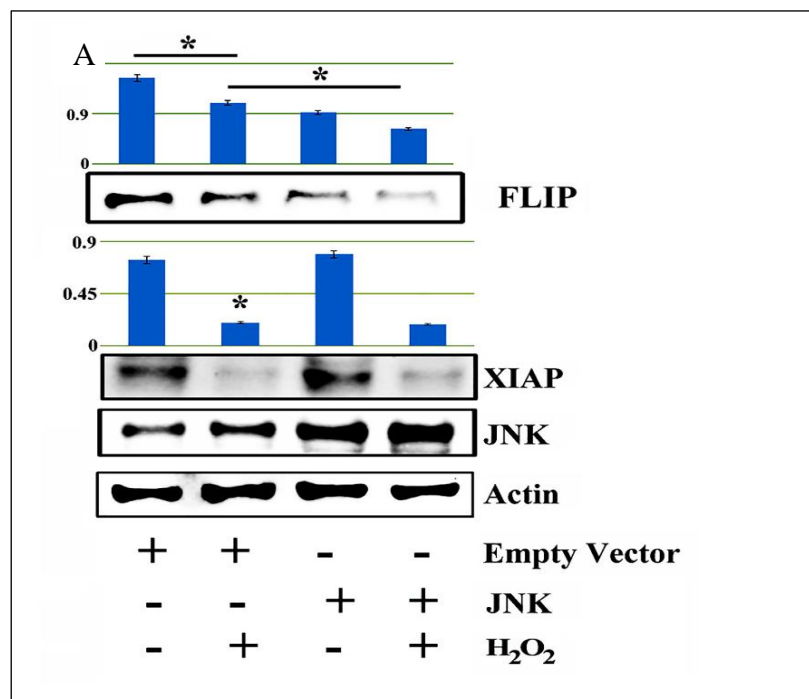 A
*
*
0.9
0
FLIP
0.9
0.45
*
0
XIAP
JNK
Actin
+ + - - Empty Vector
- - + + JNK
- + - + H₂O₂